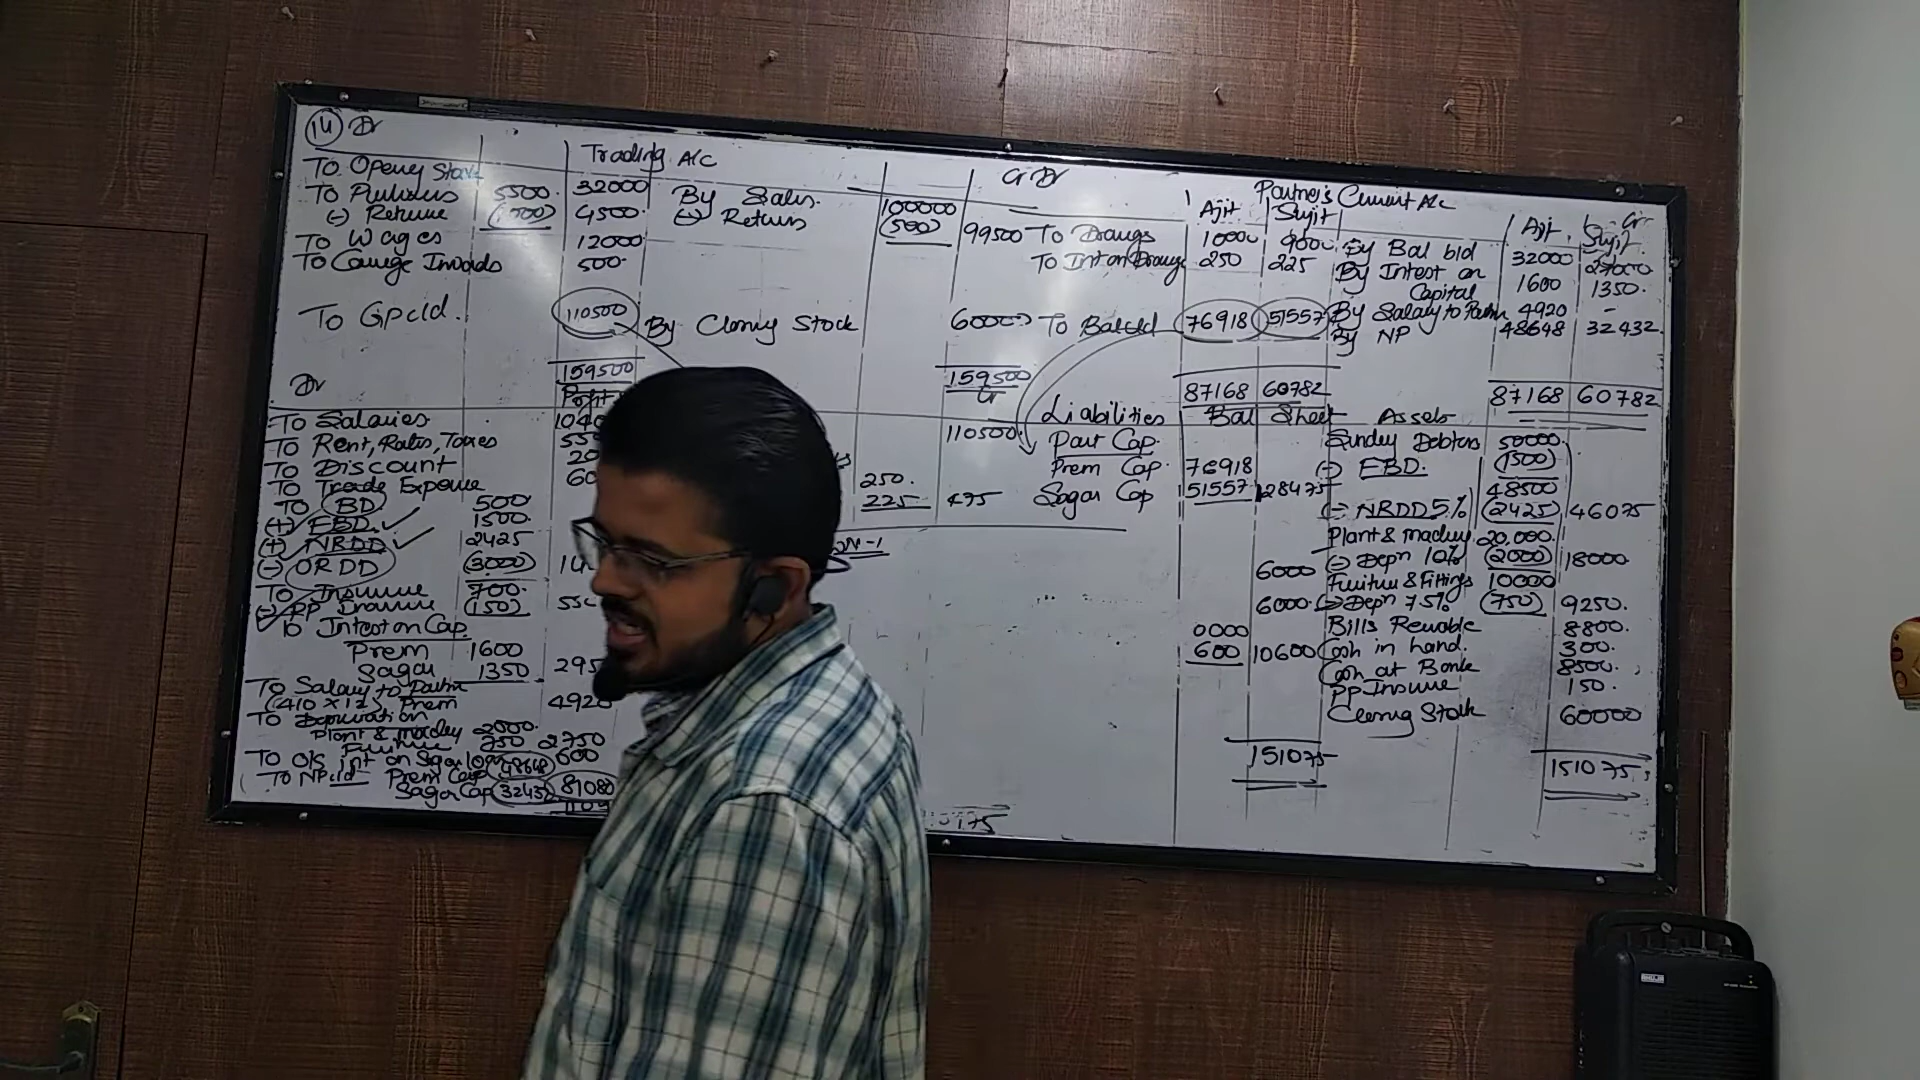 14 Dr
Trading A/c
To Opening Stock 32000 By Sales 100000
5500 (-) Returns (500) 99500
(-) Return 4500
To Wages 12000
To Carriage Inwards 500
To GP c/d. 110500 By Closing Stock 60000
159500 159500
Dr Cr
To Salaries 110500
To Rent, Rates, Taxes
To Discount
To Trade Expense 250
To BD 500 225 475
(+) EBD 1500
(+) NRDD 2425
(-) ORDD (3000)
To Insurance 700
(-) PP Insurance (150)
To Interest on Cap.
Prem 1600
Sagar 1350
To Salary to Partner
(410 x 12) Prem 4920
To Depreciation
Plant & machinery 2000
Furniture 750 2750
To O/s int on Sagar loan 600
To NP c/d Prem Cap 48648
Sagar Cap 32432 81080
Cr Dr
Partner's Current A/c
Ajit Sujit Ajit Sujit Cr
To Drawings 10000 9000 By Bal b/d 32000 27000
To Int on Drawings 250 225 By Interest on
Capital 1600 1350
To Bal c/d 76918 51557 By Salary to Partner 4920 -
By NP 48648 32432
87168 60782 87168 60782
Liabilities Bal Sheet Assets
Part Cap. Sundry Debtors 50000
Prem Cap. 76918 (-) EBD. (1500)
Sagar Cap 51557 128475 48500
(-) NRDD 5% (2425) 46075
Plant & machinery 20,000
6000 (-) Depn 10% (2000) 18000
Furniture & Fittings 10000
6000 (-) Depn 7.5% (750) 9250
0000 Bills Receivable 8800
600 10600 Cash in hand. 300
Cash at Bank 8500
PP Insurance 150
Closing Stock 60000
151075 151075